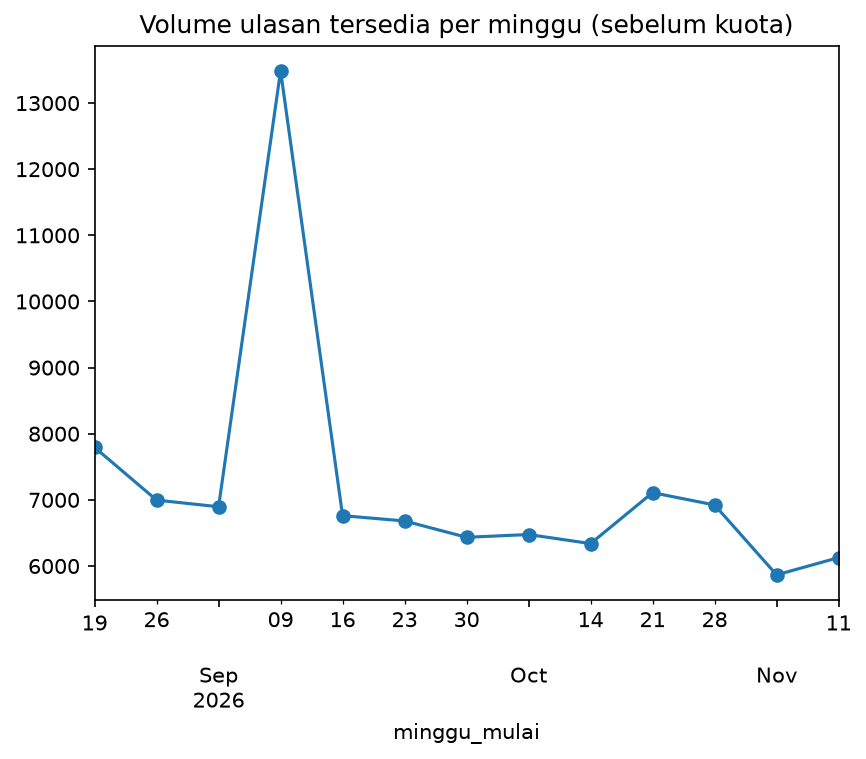 Volume ulasan tersedia per minggu (sebelum kuota)
13000
12000
11000
10000
9000
8000
7000
6000
19 26 09 16 23 30 14 21 28 11
Sep Oct Nov
2026
minggu_mulai